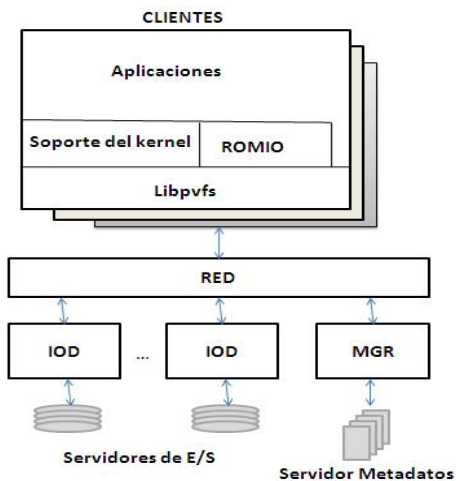 CLIENTES
Aplicaciones
Soporte del kernel
ROMIO
Libpvfs
RED
IOD
...
IOD
MGR
Servidores de E/S
Servidor Metadatos